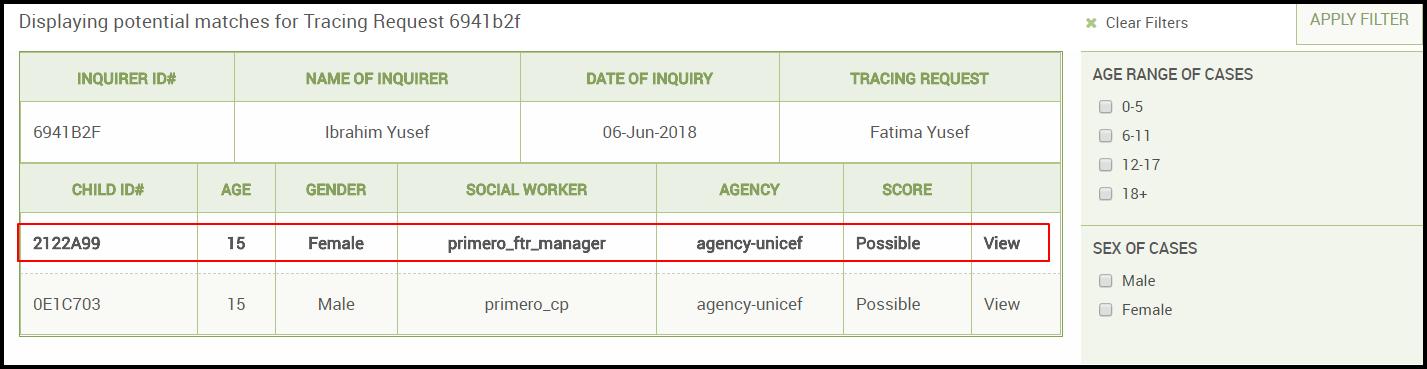 Displaying potential matches for Tracing Request 6941b2f
INQUIRER ID# NAME OF INQUIRER DATE OF INQUIRY TRACING REQUEST
6941B2F Ibrahim Yusef 06-Jun-2018 Fatima Yusef
CHILD ID# AGE GENDER SOCIAL WORKER AGENCY SCORE
2122A99 15 Female primero_ftr_manager agency-unicef Possible View
0E1C703 15 Male primero_cp agency-unicef Possible View
Clear Filters
APPLY FILTER
AGE RANGE OF CASES
0-5
6-11
12-17
18+
SEX OF CASES
Male
Female